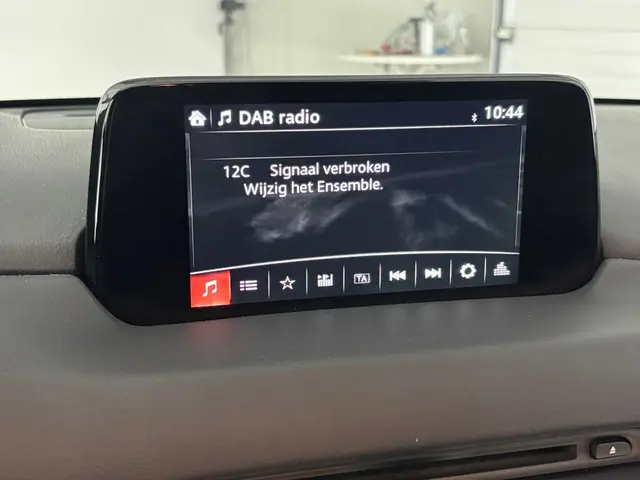 DAB radio
10:44
12C Signaal verbroken
Wijzig het Ensemble.
TA